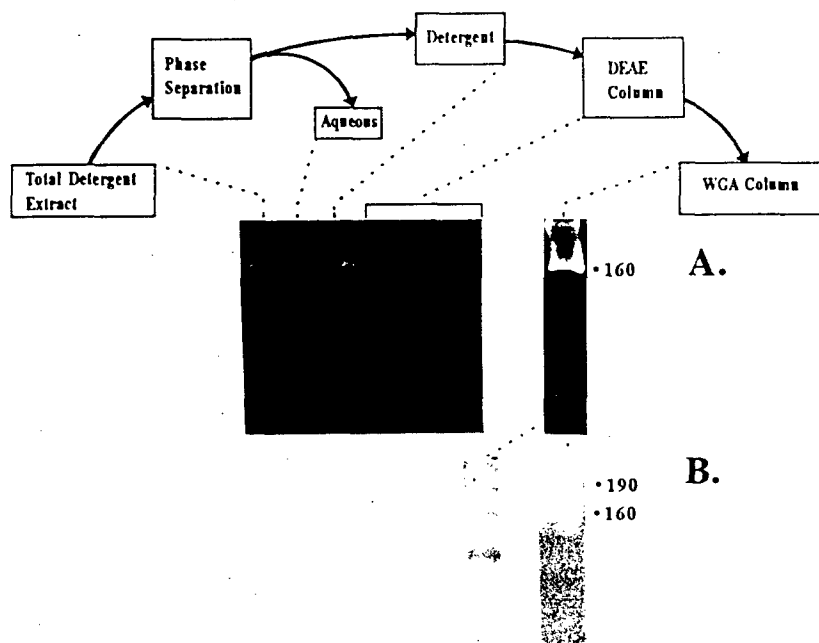 Phase
Separation
Detergent
DEAE
Column
Aqueous
Total Detergent
Extract
WGA Column
·160
A.
B.
·190
·160